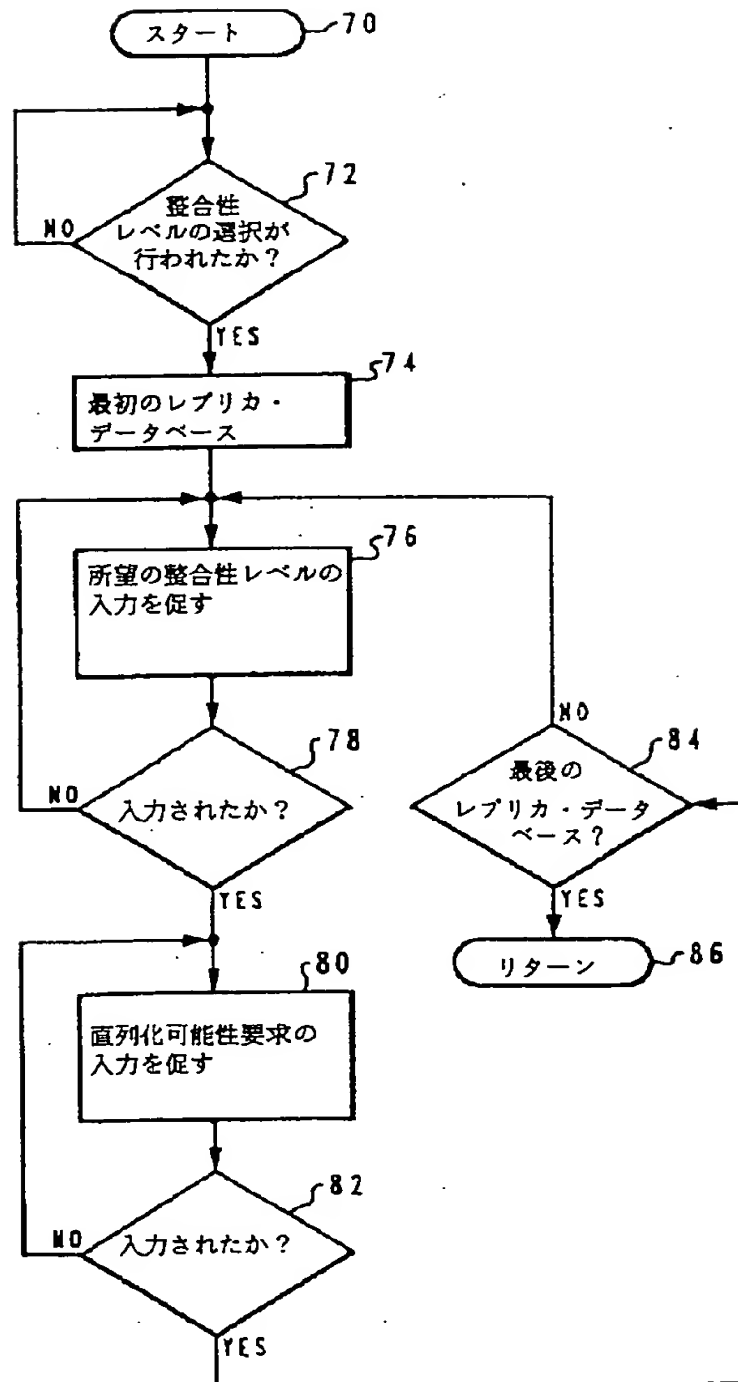 スタート
70
72
整合性
レベルの選択が
行われたか？
NO
YES
74
最初のレプリカ・
データベース
76
所望の整合性レベルの
入力を促す
78
入力されたか？
NO
YES
80
直列化可能性要求の
入力を促す
82
入力されたか？
NO
YES
NO
84
最後の
レプリカ・データ
ベース？
YES
リターン
86